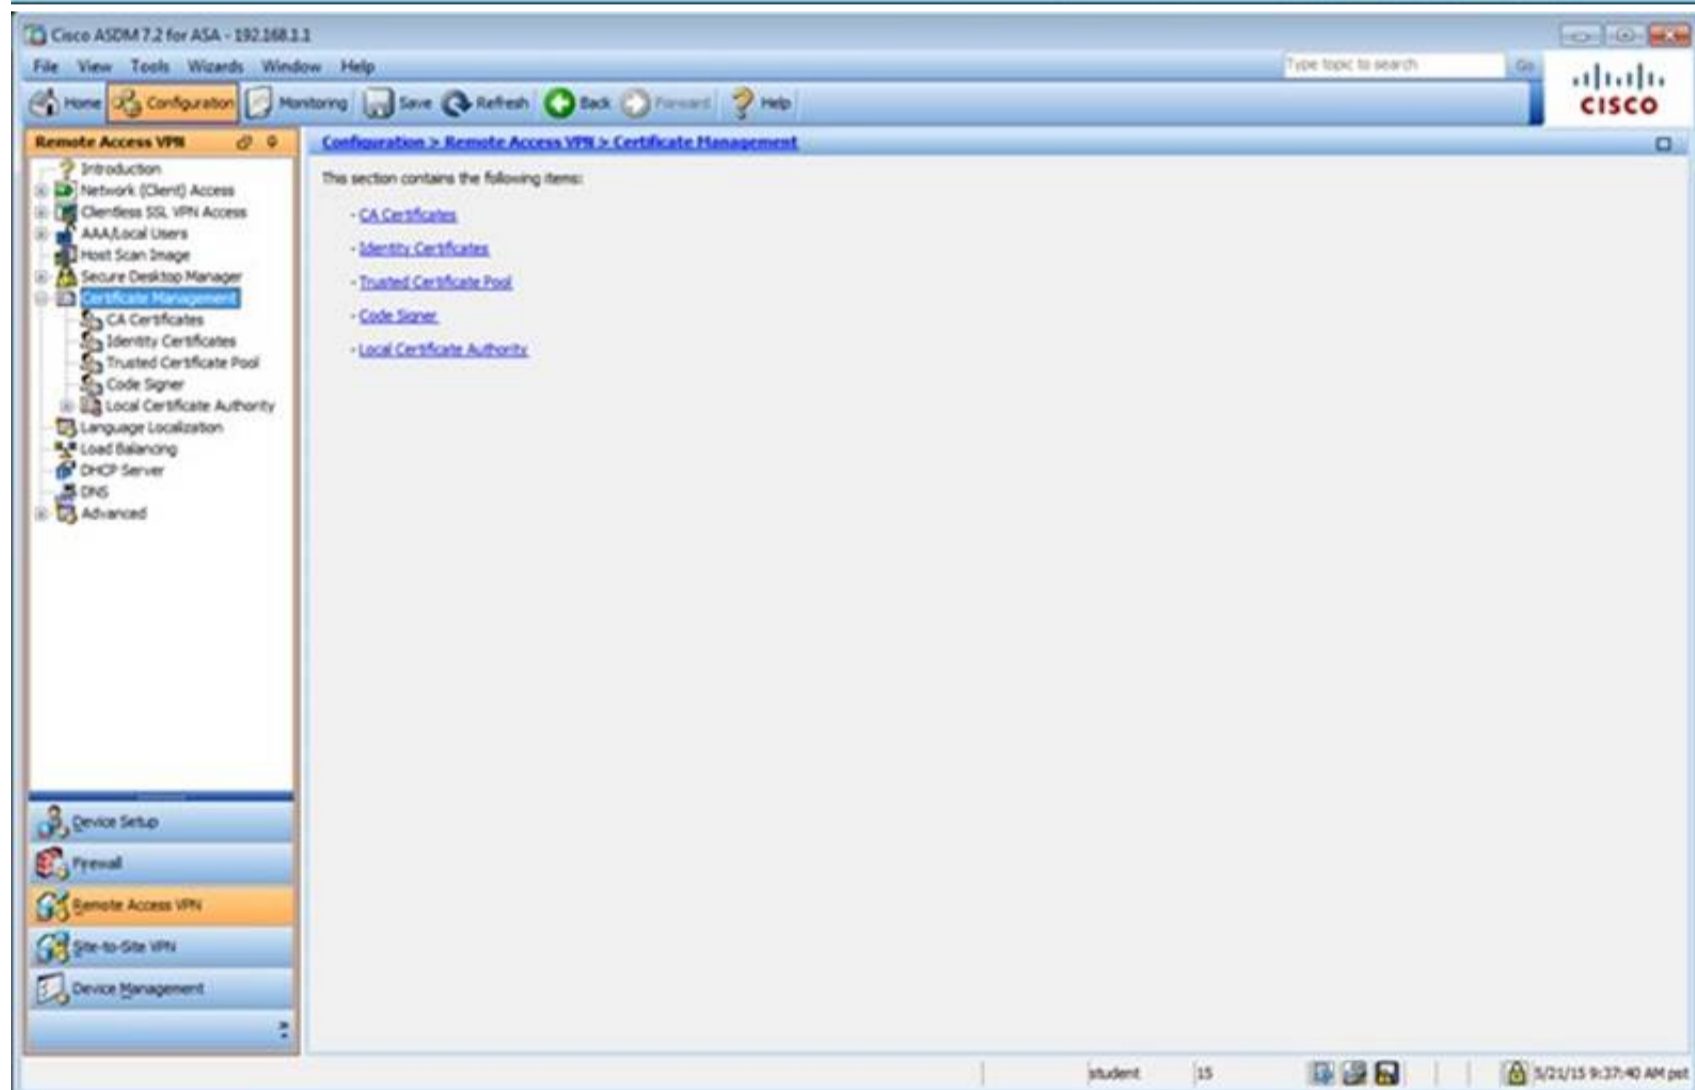 Cisco ASDM 7.2 for ASA - 192.168.1.1
File View Tools Wizards Window Help
Type topic to search Go
Home Configuration Monitoring Save Refresh Back Forward Help
CISCO
Remote Access VPN
Introduction
Network (Client) Access
Clientless SSL VPN Access
AAA/Local Users
Host Scan Image
Secure Desktop Manager
Certificate Management
CA Certificates
Identity Certificates
Trusted Certificate Pool
Code Signer
Local Certificate Authority
Language Localization
Load Balancing
DHCP Server
DNS
Advanced
Device Setup
Firewall
Remote Access VPN
Site-to-Site VPN
Device Management
Configuration > Remote Access VPN > Certificate Management
This section contains the following items:
- CA Certificates
- Identity Certificates
- Trusted Certificate Pool
- Code Signer
- Local Certificate Authority
student 15 5/21/15 9:37:40 AM pst